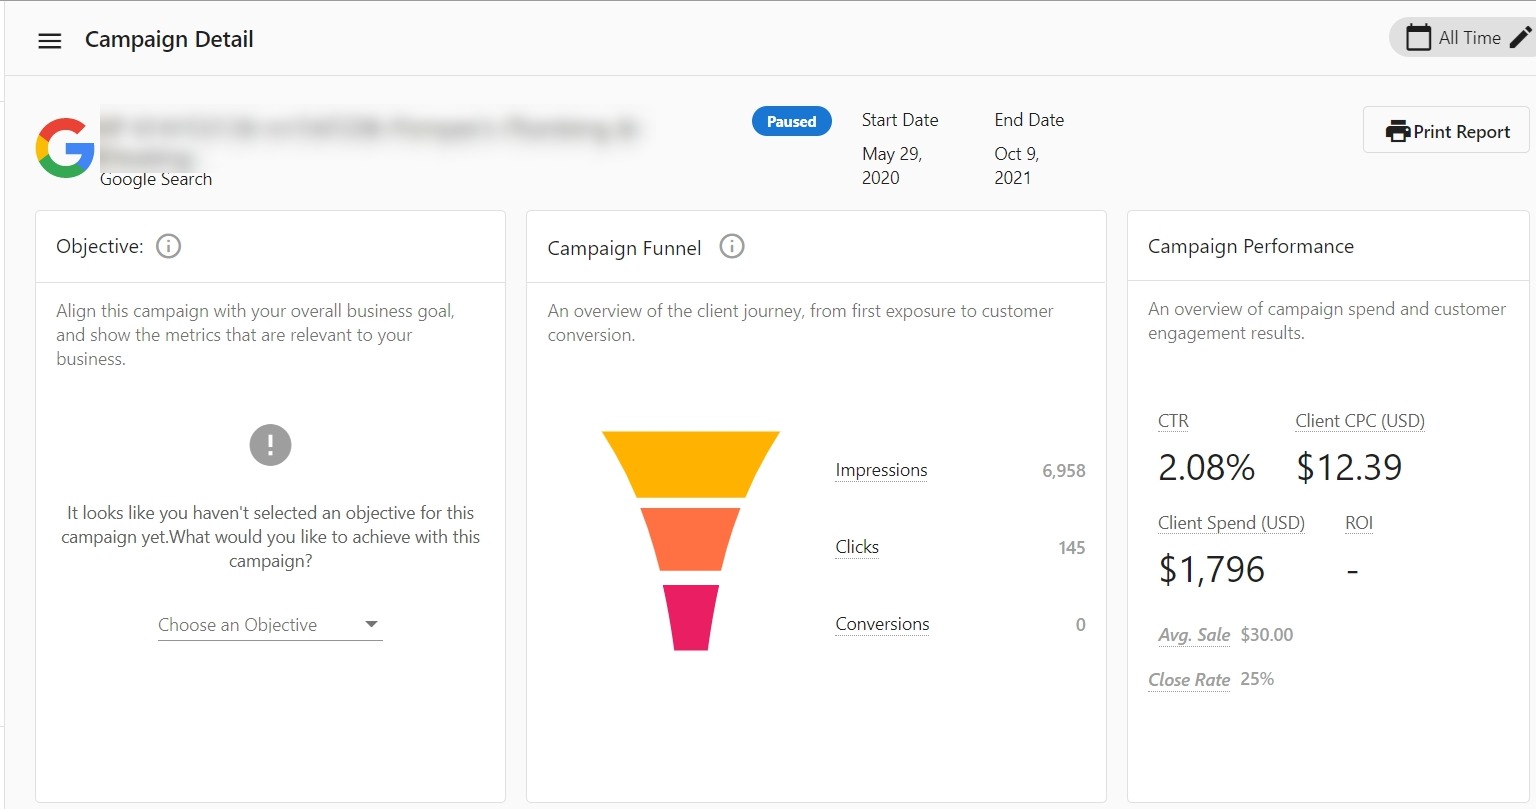 Campaign Detail
All Time
Google Search
Paused
Start Date
May 29,
2020
End Date
Oct 9,
2021
Print Report
Objective:
Align this campaign with your overall business goal,
and show the metrics that are relevant to your
business.
It looks like you haven't selected an objective for this
campaign yet.What would you like to achieve with this
campaign?
Choose an Objective
Campaign Funnel
An overview of the client journey, from first exposure to customer
conversion.
Impressions 6,958
Clicks 145
Conversions 0
Campaign Performance
An overview of campaign spend and customer
engagement results.
CTR Client CPC (USD)
2.08% $12.39
Client Spend (USD) ROI
$1,796 -
Avg. Sale $30.00
Close Rate 25%